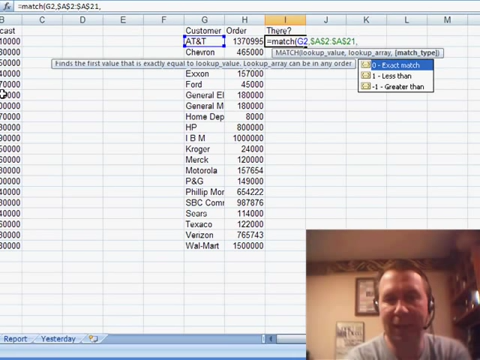 =match(G2,$A$2:$A$21,
B C D E F G H I J K L M
cast Customer Order There?
10000 AT&T 1370995 =match(G2,$A$2:$A$21,
Chevron 465000 MATCH(lookup_value, lookup_array, [match_type])
Finds the first value that is exactly equal to lookup_value. Lookup_array can be in any order.
0 - Exact match
1 - Less than
-1 - Greater than
Exxon 157000
Ford 45000
General El 180000
General M 180000
Home Dep 8000
HP 800000
I B M 1000000
Kroger 24000
Merck 120000
Motorola 157654
P&G 149000
Phillip Mor 654222
SBC Comm 987876
Sears 114000
Texaco 122000
Verizon 765743
Wal-Mart 1500000
Report Yesterday